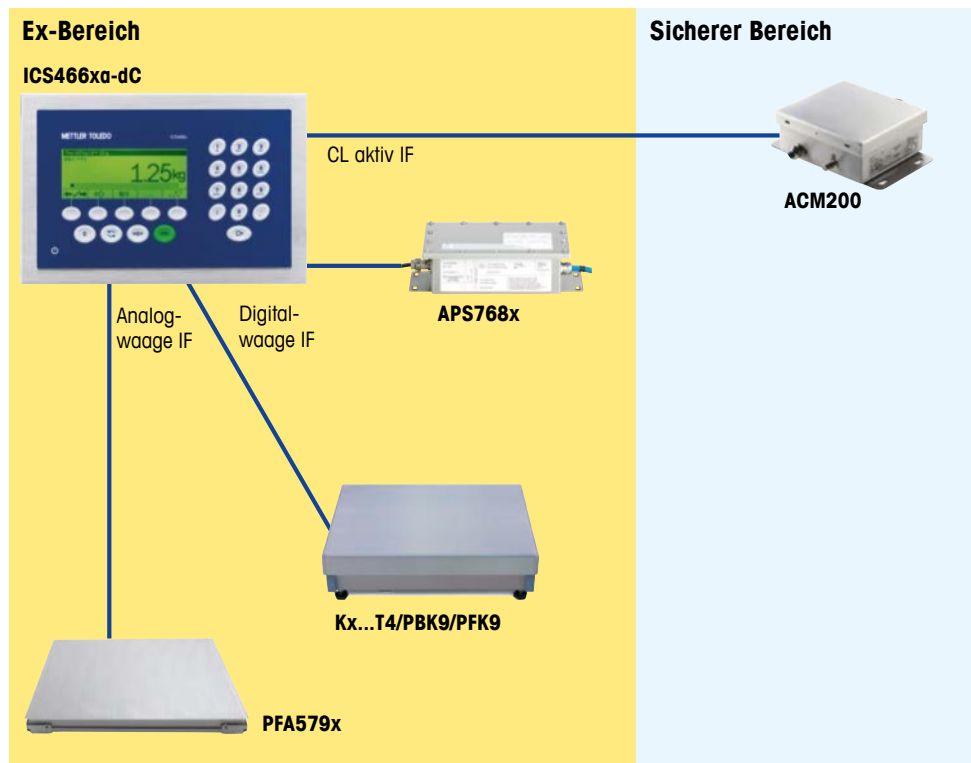 Ex-Bereich
Sicherer Bereich
ICS466xa-dC
METTLER TOLEDO
1.25kg
CL aktiv IF
ACM200
APS768x
Analog-
waage IF
Digital-
waage IF
Kx...T4/PBK9/PFK9
PFA579x